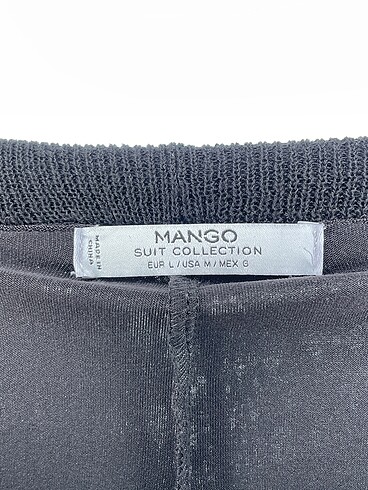 MANGO
SUIT COLLECTION
EUR L / USA M / MEX G
MADE IN
CHINA